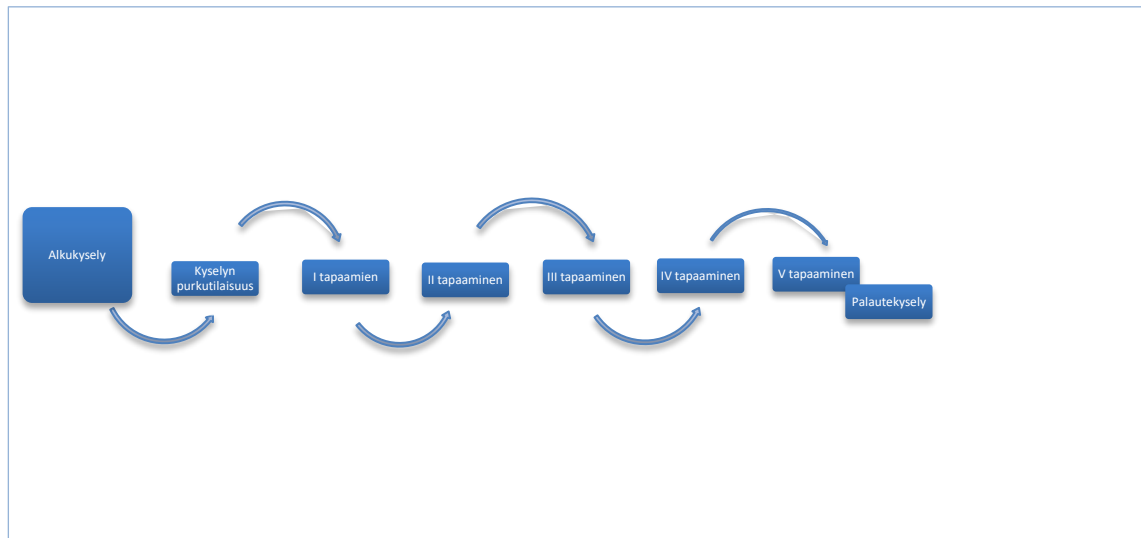 Alkukysely
Kyselyn
purkutilaisuus
I tapaamien
II tapaaminen
III tapaaminen
IV tapaaminen
V tapaaminen
Palautekysely